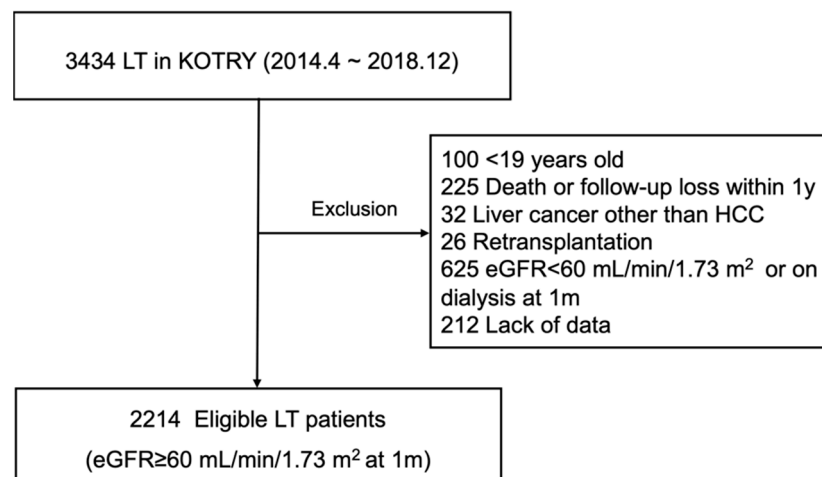 3434 LT in KOTRY (2014.4 ~ 2018.12)
Exclusion
100 <19 years old
225 Death or follow-up loss within 1y
32 Liver cancer other than HCC
26 Retransplantation
625 eGFR<60 mL/min/1.73 m² or on
dialysis at 1m
212 Lack of data
2214 Eligible LT patients
(eGFR≥60 mL/min/1.73 m² at 1m)